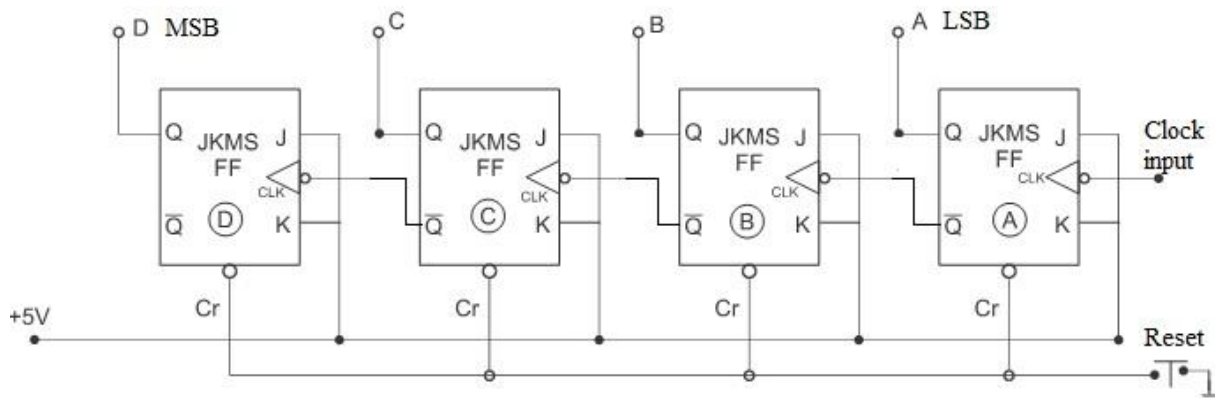 D MSB
C
B
A LSB
Q JKMS J
FF
CLK
Q̅ D K
Q JKMS J
FF
CLK
Q̅ C K
Q JKMS J
FF
CLK
Q̅ B K
Q JKMS J
FF
CLK
Q̅ A K
Clock
input
Cr
Cr
Cr
Cr
+5V
Reset